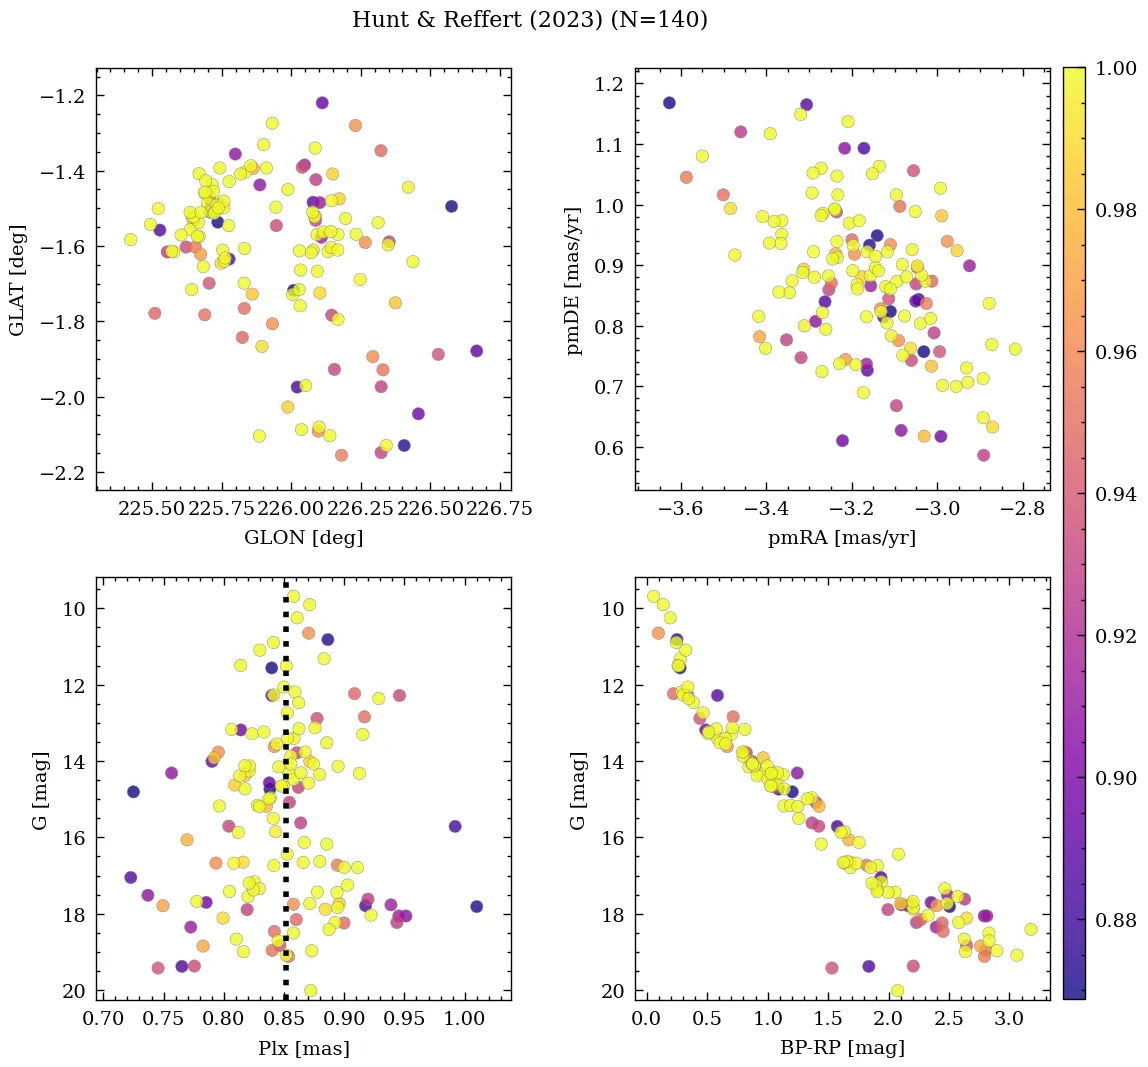 Hunt & Reffert (2023) (N=140)
−1.2
−1.4
−1.6
−1.8
−2.0
−2.2
GLAT [deg]
225.50 225.75 226.00 226.25 226.50 226.75
GLON [deg]
1.2
1.1
1.0
0.9
0.8
0.7
0.6
pmDE [mas/yr]
−3.6 −3.4 −3.2 −3.0 −2.8
pmRA [mas/yr]
1.00
0.98
0.96
0.94
0.92
0.90
0.88
10
12
14
16
18
20
G [mag]
0.70 0.75 0.80 0.85 0.90 0.95 1.00
Plx [mas]
10
12
14
16
18
20
G [mag]
0.0 0.5 1.0 1.5 2.0 2.5 3.0
BP-RP [mag]